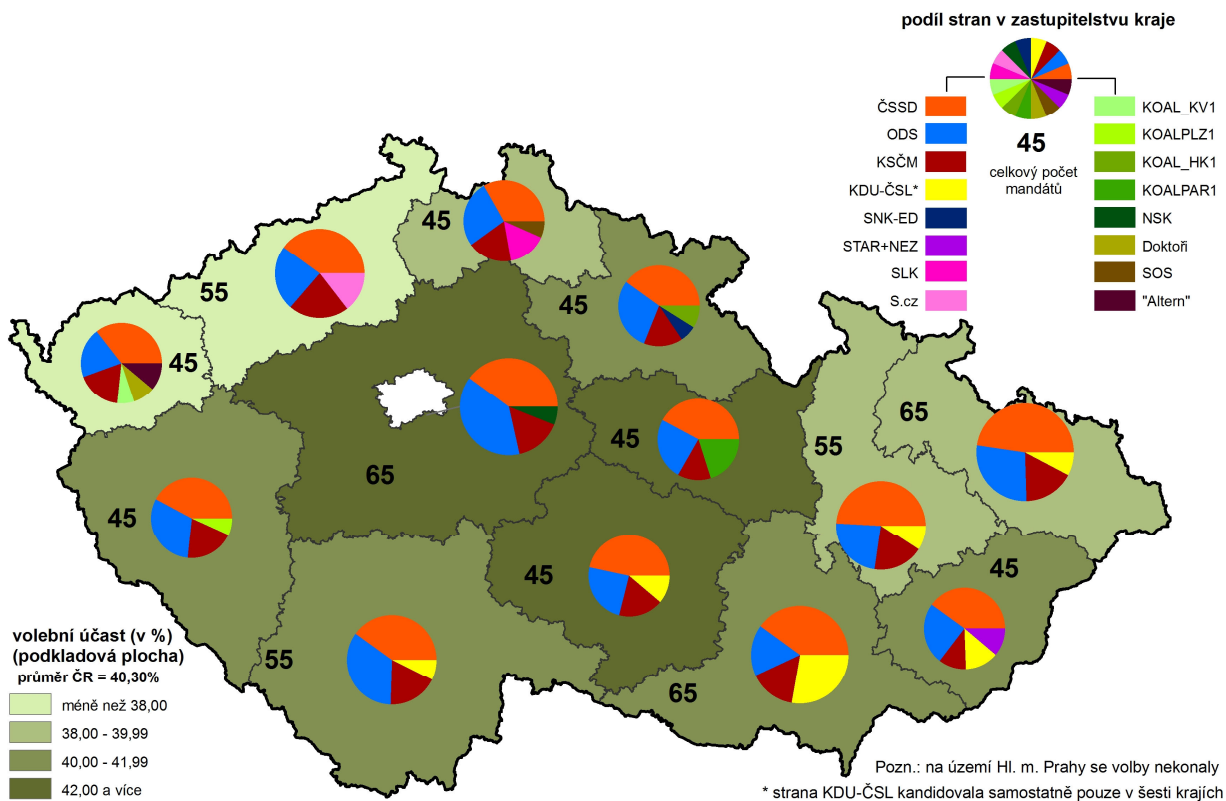 podíl stran v zastupitelstvu kraje
ČSSD
ODS
KSČM
KDU-ČSL*
SNK-ED
STAR+NEZ
SLK
S.cz
45
celkový počet
mandátů
KOAL_KV1
KOALPLZ1
KOAL_HK1
KOALPAR1
NSK
Doktoři
SOS
"Altern"
45
55
45
45
65
45
55
65
45
45
45
55
65
volební účast (v %)
(podkladová plocha)
průměr ČR = 40,30%
méně než 38,00
38,00 - 39,99
40,00 - 41,99
42,00 a více
Pozn.: na území Hl. m. Prahy se volby nekonaly
* strana KDU-ČSL kandidovala samostatně pouze v šesti krajích